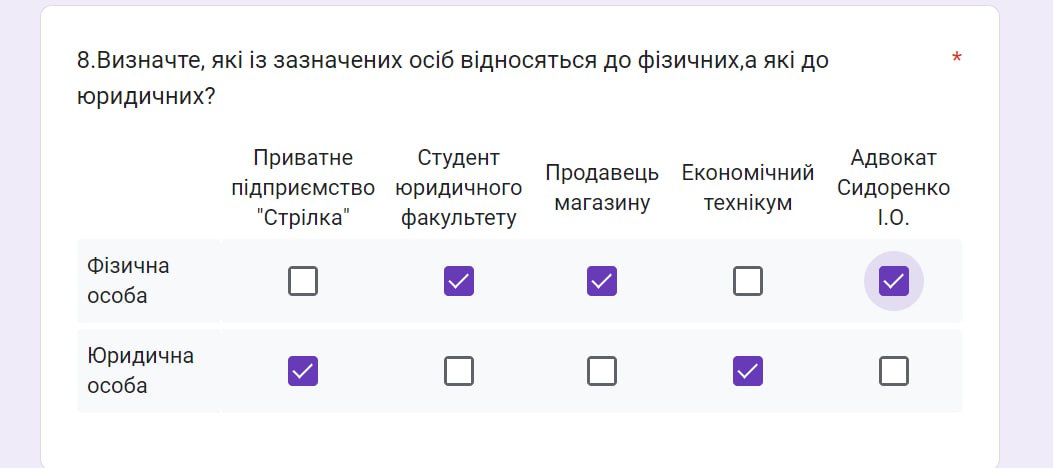 8.Визначте, які із зазначених осіб відносяться до фізичних,а які до *
юридичних?
Приватне підприємство "Стрілка"
Студент юридичного факультету
Продавець магазину
Економічний технікум
Адвокат Сидоренко І.О.
Фізична
особа
Юридична
особа